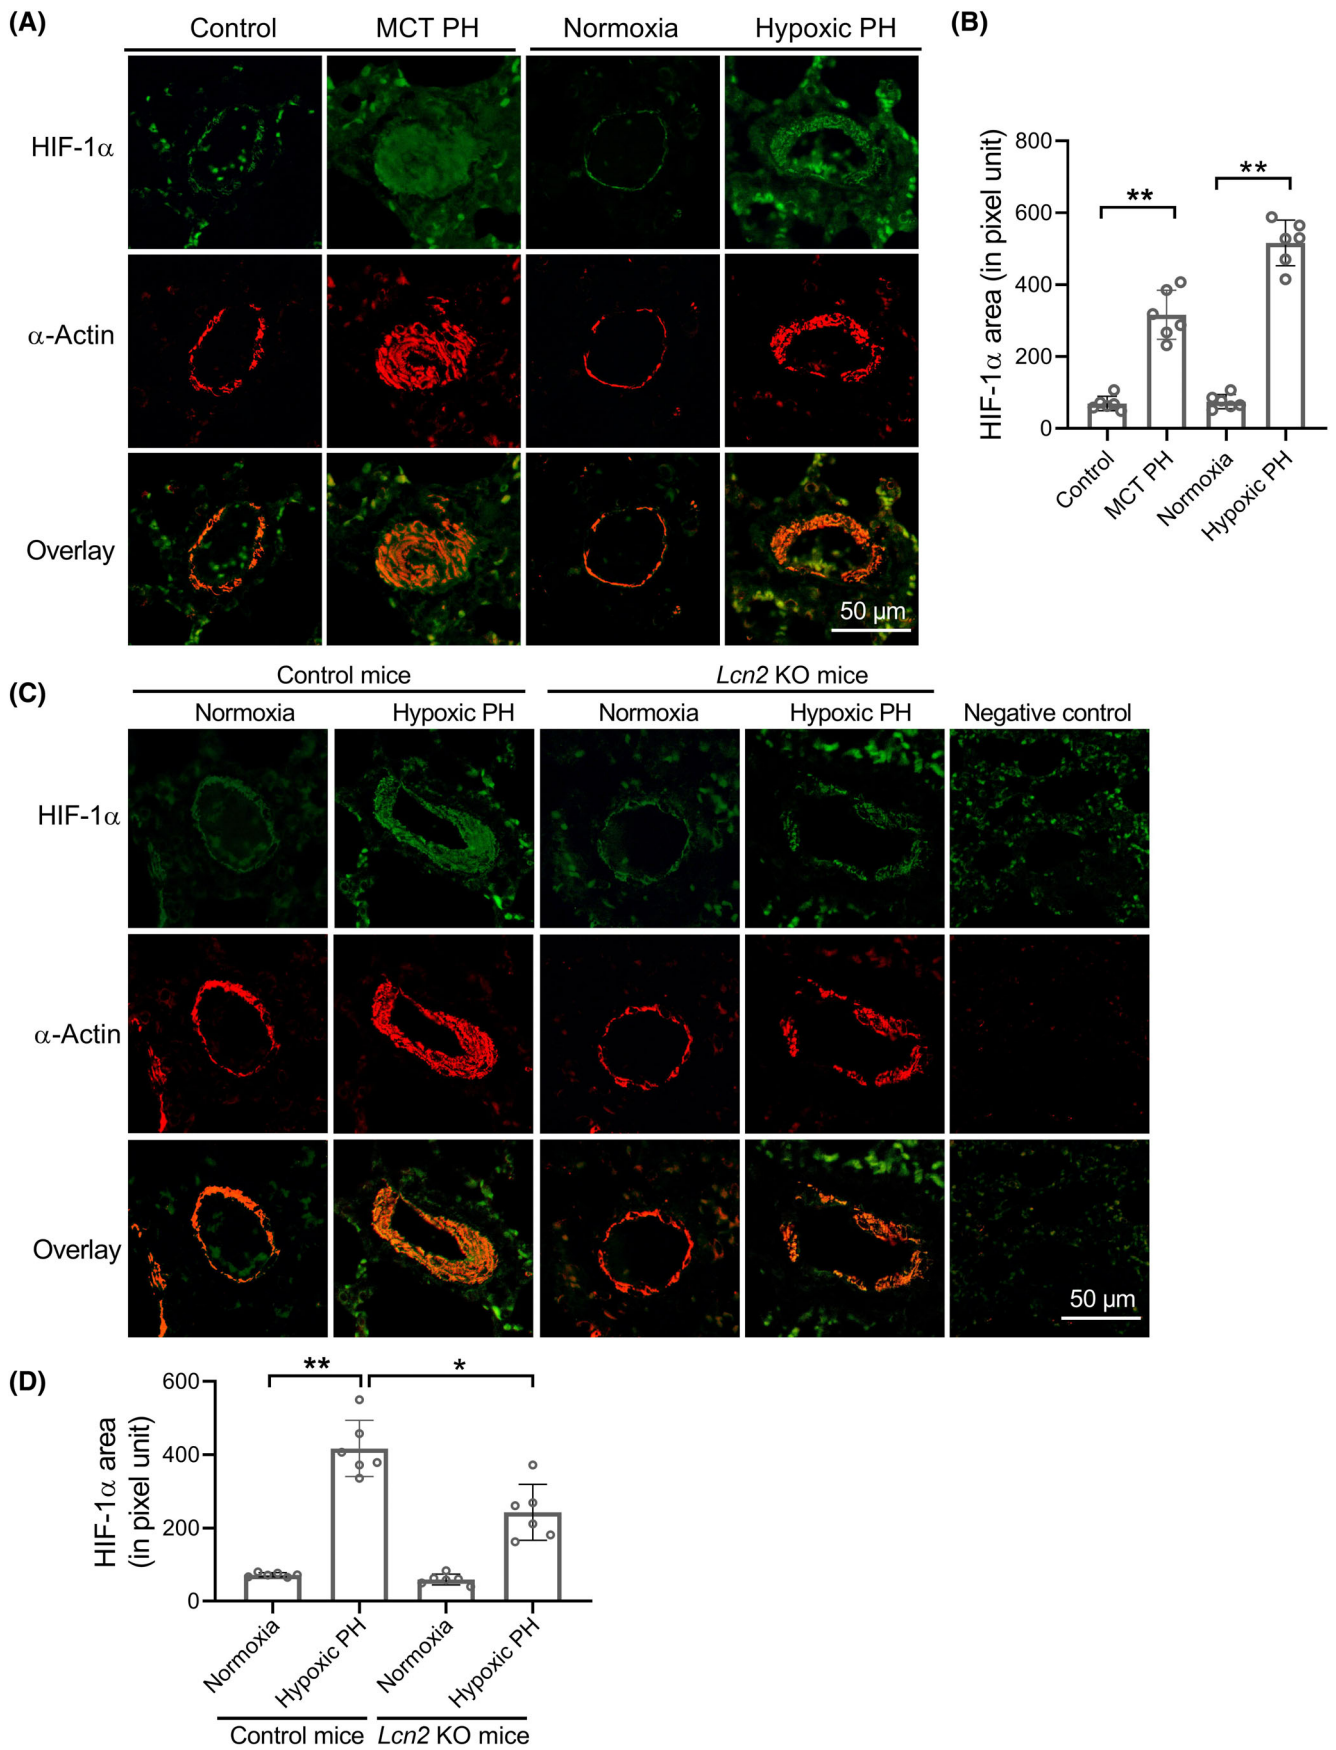 (A)
Control MCT PH Normoxia Hypoxic PH
HIF-1α
α-Actin
Overlay
50 µm
(B)
HIF-1α area (in pixel unit)
800
600
400
200
0
** **
Control MCT PH Normoxia Hypoxic PH
(C)
Control mice Lcn2 KO mice
Normoxia Hypoxic PH Normoxia Hypoxic PH Negative control
HIF-1α
α-Actin
Overlay
50 µm
(D)
HIF-1α area
(in pixel unit)
600
400
200
0
** *
Normoxia Hypoxic PH Normoxia Hypoxic PH
Control mice Lcn2 KO mice